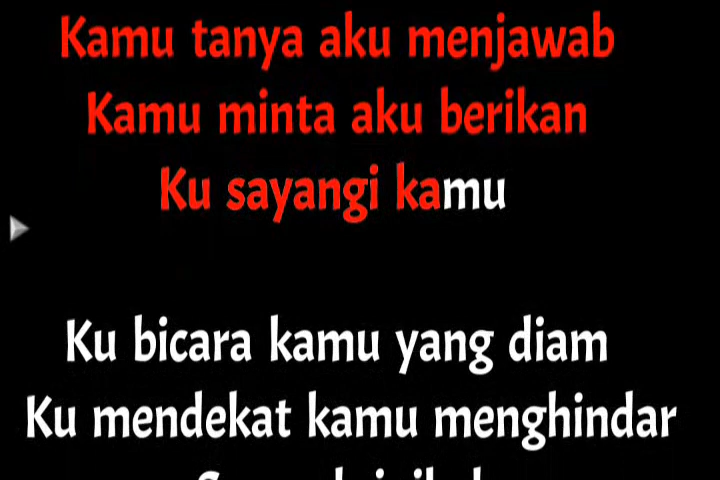 Kamu tanya aku menjawab
Kamu minta aku berikan
Ku sayangi kamu
Ku bicara kamu yang diam
Ku mendekat kamu menghindar